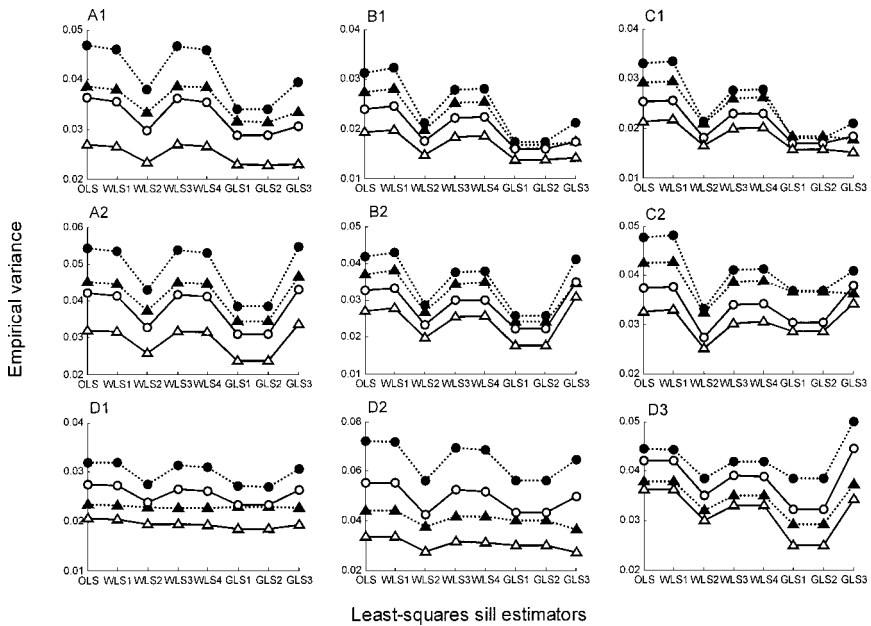 A1
0.05
0.04
0.03
0.02
OLS WLS1 WLS2 WLS3 WLS4 GLS1 GLS2 GLS3
B1
0.04
0.03
0.02
0.01
OLS WLS1 WLS2 WLS3 WLS4 GLS1 GLS2 GLS3
C1
0.04
0.03
0.02
0.01
OLS WLS1 WLS2 WLS3 WLS4 GLS1 GLS2 GLS3
Empirical variance
A2
0.06
0.05
0.04
0.03
0.02
OLS WLS1 WLS2 WLS3 WLS4 GLS1 GLS2 GLS3
B2
0.05
0.04
0.03
0.02
0.01
OLS WLS1 WLS2 WLS3 WLS4 GLS1 GLS2 GLS3
C2
0.05
0.04
0.03
0.02
OLS WLS1 WLS2 WLS3 WLS4 GLS1 GLS2 GLS3
D1
0.04
0.03
0.02
0.01
OLS WLS1 WLS2 WLS3 WLS4 GLS1 GLS2 GLS3
D2
0.08
0.06
0.04
0.02
OLS WLS1 WLS2 WLS3 WLS4 GLS1 GLS2 GLS3
D3
0.05
0.04
0.03
0.02
OLS WLS1 WLS2 WLS3 WLS4 GLS1 GLS2 GLS3
Least-squares sill estimators